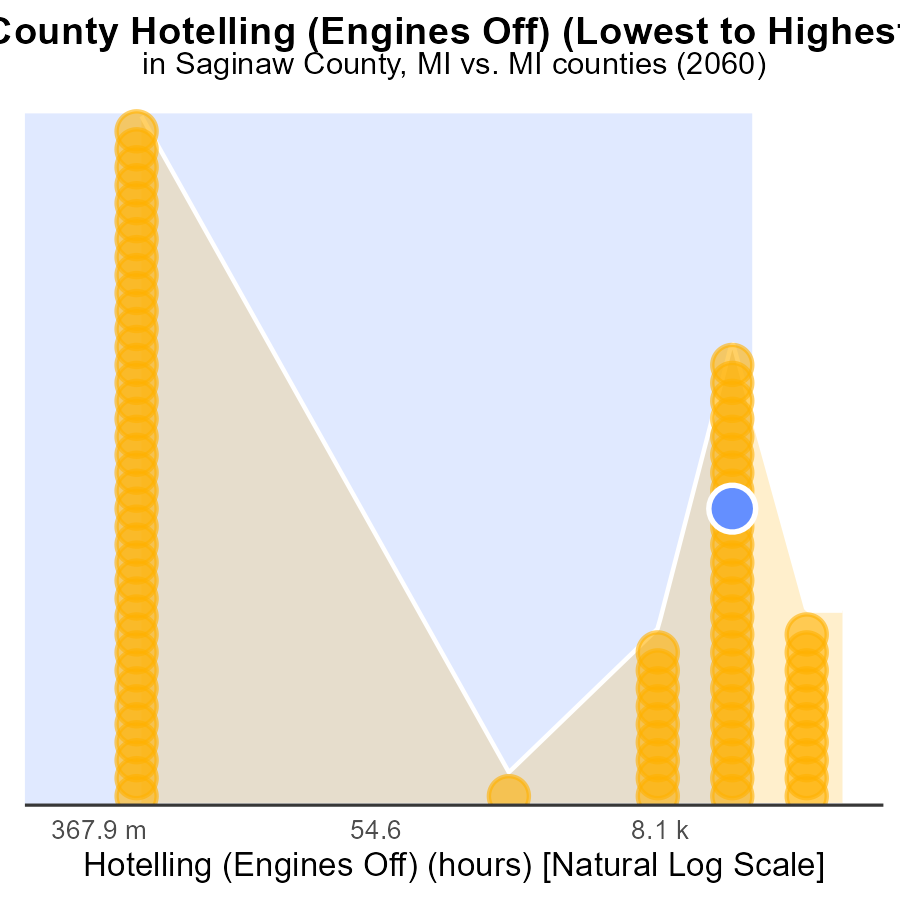 County Hotelling (Engines Off) (Lowest to Highest
in Saginaw County, MI vs. MI counties (2060)
367.9 m 54.6 8.1 k
Hotelling (Engines Off) (hours) [Natural Log Scale]